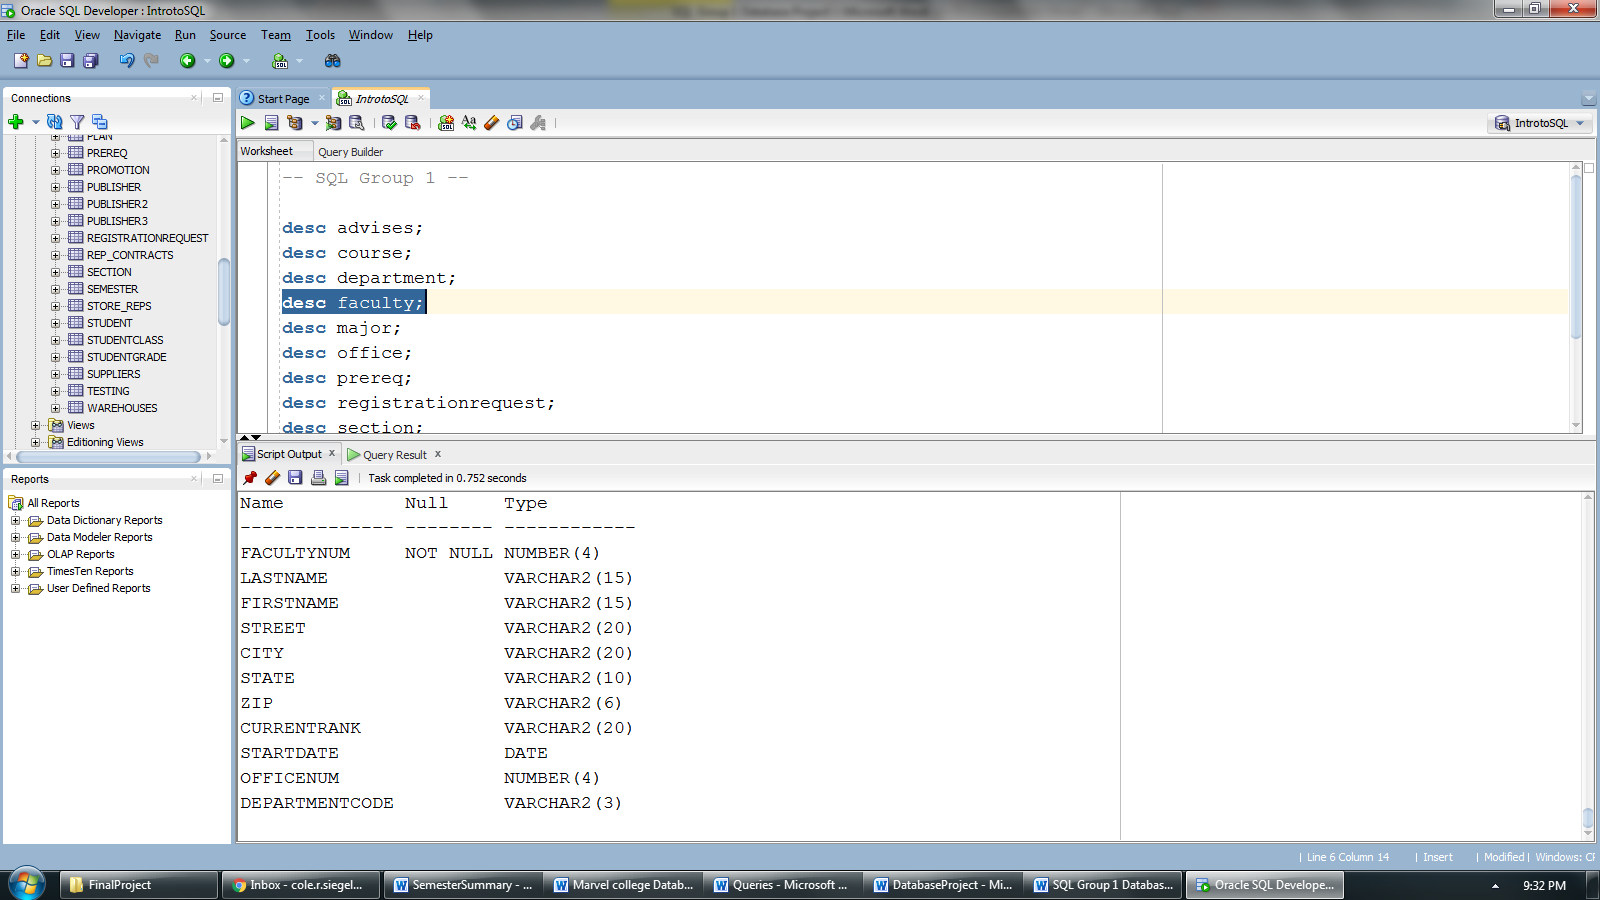 Oracle SQL Developer : IntrotoSQL
File Edit View Navigate Run Source Team Tools Window Help
Connections
PLAN
PREREQ
PROMOTION
PUBLISHER
PUBLISHER2
PUBLISHER3
REGISTRATIONREQUEST
REP_CONTRACTS
SECTION
SEMESTER
STORE_REPS
STUDENT
STUDENTCLASS
STUDENTGRADE
SUPPLIERS
TESTING
WAREHOUSES
Views
Editioning Views
Reports
All Reports
Data Dictionary Reports
Data Modeler Reports
OLAP Reports
TimesTen Reports
User Defined Reports
Start Page IntrotoSQL
IntrotoSQL
Worksheet Query Builder
-- SQL Group 1 --
desc advises;
desc course;
desc department;
desc faculty;
desc major;
desc office;
desc prereq;
desc registrationrequest;
desc section;
Script Output x Query Result x
Task completed in 0.752 seconds
Name Null Type
-------------- -------- ------------
FACULTYNUM NOT NULL NUMBER(4)
LASTNAME VARCHAR2(15)
FIRSTNAME VARCHAR2(15)
STREET VARCHAR2(20)
CITY VARCHAR2(20)
STATE VARCHAR2(10)
ZIP VARCHAR2(6)
CURRENTRANK VARCHAR2(20)
STARTDATE DATE
OFFICENUM NUMBER(4)
DEPARTMENTCODE VARCHAR2(3)
| Line 6 Column 14 | Insert | Modified | Windows: CF
FinalProject Inbox - cole.r.siegel... SemesterSummary - ... Marvel college Datab... Queries - Microsoft ... DatabaseProject - Mi... SQL Group 1 Databas... Oracle SQL Develope... 9:32 PM